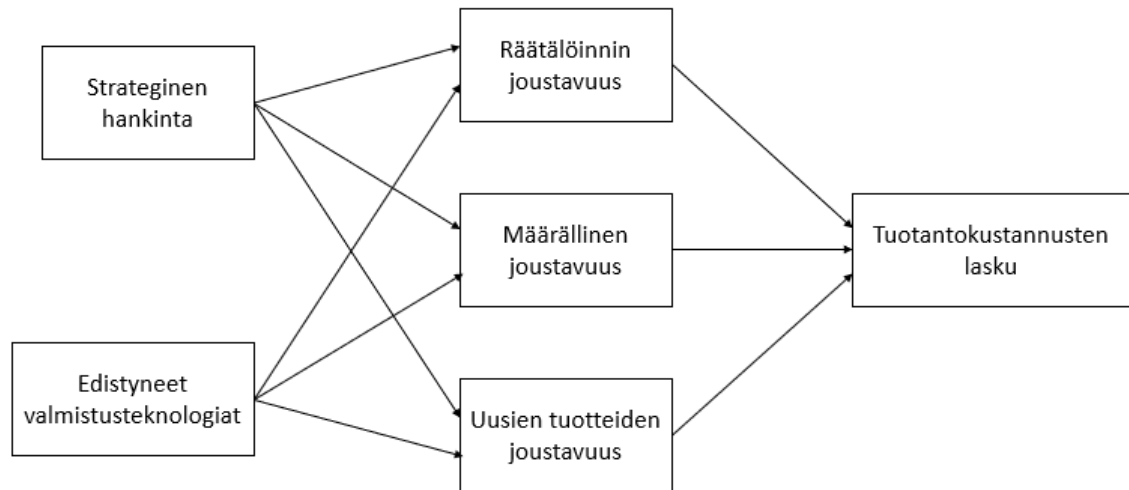 Strateginen
hankinta
Edistyneet
valmistusteknologiat
Räätälöinnin
joustavuus
Määrällinen
joustavuus
Uusien tuotteiden
joustavuus
Tuotantokustannusten
lasku